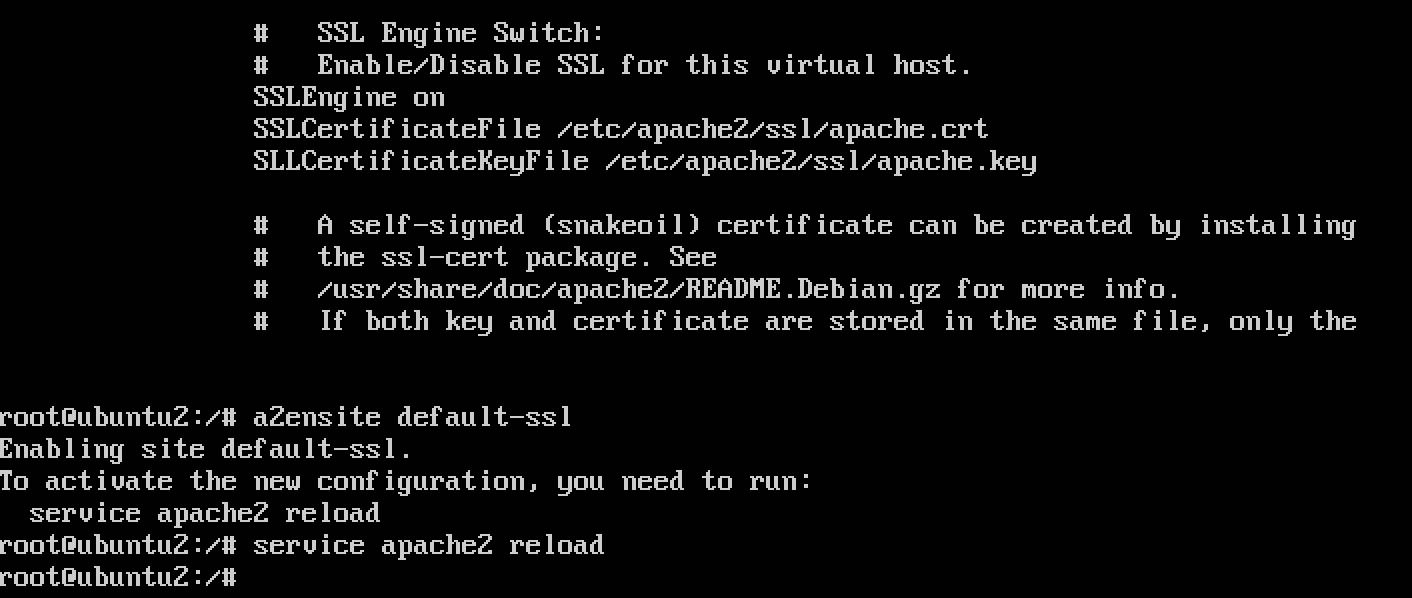 #   SSL Engine Switch:
#   Enable/Disable SSL for this virtual host.
SSLEngine on
SSLCertificateFile /etc/apache2/ssl/apache.crt
SLLCertificateKeyFile /etc/apache2/ssl/apache.key
#   A self-signed (snakeoil) certificate can be created by installing
#   the ssl-cert package. See
#   /usr/share/doc/apache2/README.Debian.gz for more info.
#   If both key and certificate are stored in the same file, only the
root@ubuntu2:/# a2ensite default-ssl
Enabling site default-ssl.
To activate the new configuration, you need to run:
  service apache2 reload
root@ubuntu2:/# service apache2 reload
root@ubuntu2:/#